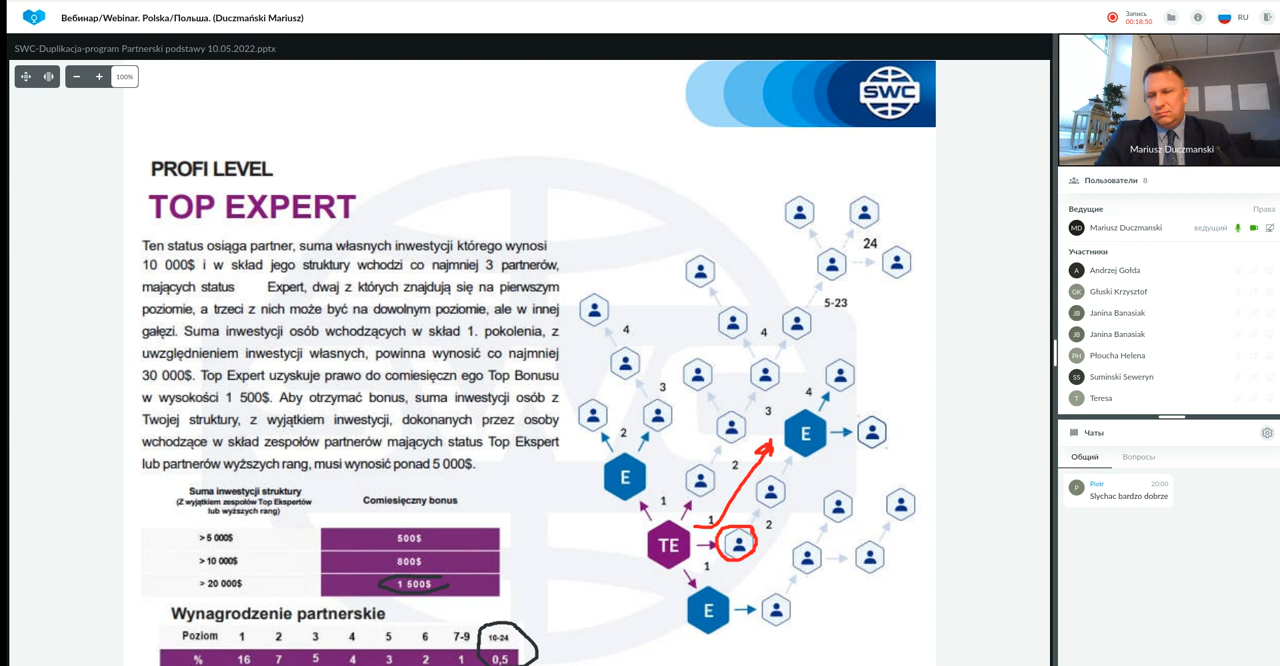 Вебинар/Webinar. Polska/Польша. (Duczmański Mariusz)
Запись
00:18:50
RU
SWC-Duplikacja-program Partnerski podstawy 10.05.2022.pptx
100%
SWC
PROFI LEVEL
TOP EXPERT
Ten status osiąga partner, suma własnych inwestycji którego wynosi
10 000$ i w skład jego struktury wchodzi co najmniej 3 partnerów,
mających status Expert, dwaj z których znajdują się na pierwszym
poziomie, a trzeci z nich może być na dowolnym poziomie, ale w innej
gałęzi. Suma inwestycji osób wchodzących w skład 1. pokolenia, z
uwzględnieniem inwestycji własnych, powinna wynosić co najmniej
30 000$. Top Expert uzyskuje prawo do comiesięczn ego Top Bonusu
w wysokości 1 500$. Aby otrzymać bonus, suma inwestycji osób z
Twojej struktury, z wyjątkiem inwestycji, dokonanych przez osoby
wchodzące w skład zespołów partnerów mających status Top Ekspert
lub partnerów wyższych rang, musi wynosić ponad 5 000$.
Suma inwestycji struktury
(Z wyjątkiem zespołów Top Ekspertów
lub wyższych rang)
Comiesięczny bonus
> 5 000$ 500$
> 10 000$ 800$
> 20 000$ 1 500$
Wynagrodzenie partnerskie
Poziom 1 2 3 4 5 6 7-9 10-24
% 16 7 5 4 3 2 1 0,5
24
5-23
4
4
3
4
3
E
2
E
2
1
1
2
TE
1
E
Mariusz Duczmanski
Пользователи 8
Ведущие Права
MD Mariusz Duczmanski ведущий
Участники
A Andrzej Gołda
GK Głuski Krzysztof
JB Janina Banasiak
JB Janina Banasiak
PH Płoucha Helena
SS Suminski Seweryn
T Teresa
Чаты
Общий Вопросы
P Piotr 20:00
Slychac bardzo dobrze